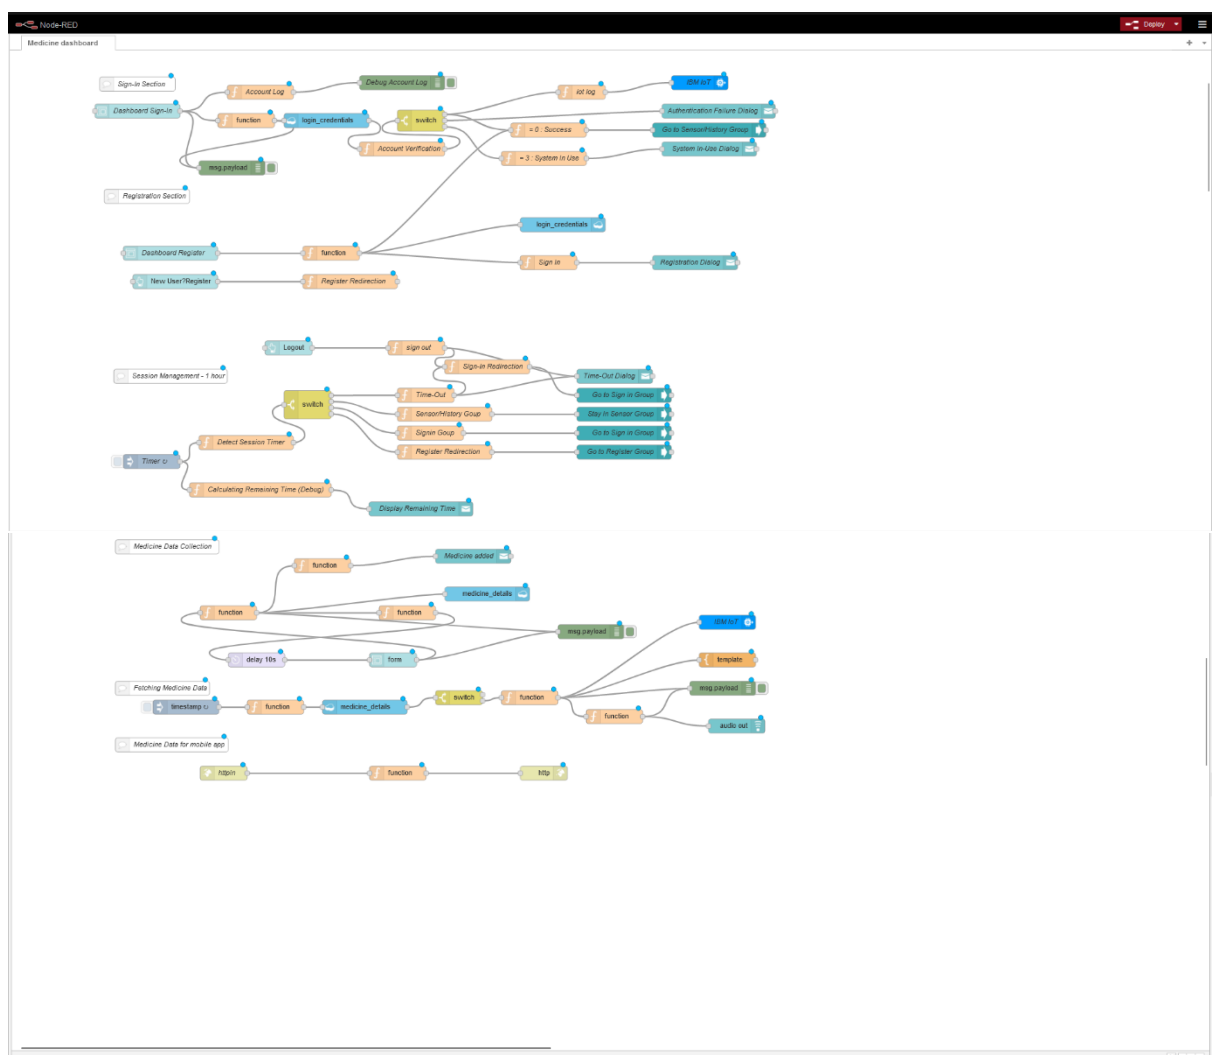 Node-RED
Deploy
Medicine dashboard
Sign-in Section
Account Log
Debug Account Log
iot log
IBM IoT
Dashboard Sign-In
function
login_credentials
switch
Authentication Failure Dialog
= 0 : Success
Go to Sensor/History Group
Account Verification
= 3 : System In Use
System In-Use Dialog
msg.payload
Registration Section
login_credentials
Dashboard Register
function
Sign in
Registration Dialog
New User?Register
Register Redirection
Logout
sign out
Sign-In Redirection
Session Management - 1 hour
Time-Out Dialog
Time-Out
Go to Sign in Group
switch
Sensor/History Goup
Stay in Sensor Group
Signin Goup
Go to Sign in Group
Detect Session Timer
Register Redirection
Go to Register Group
Timer ↻
Calculating Remaining Time (Debug)
Display Remaining Time
Medicine Data Collection
Medicine added
function
medicine_details
function
function
IBM IoT
msg.payload
delay 10s
form
template
Fetching Medicine Data
msg.payload
timestamp ↻
function
medicine_details
switch
function
function
audio out
Medicine Data for mobile app
httpin
function
http